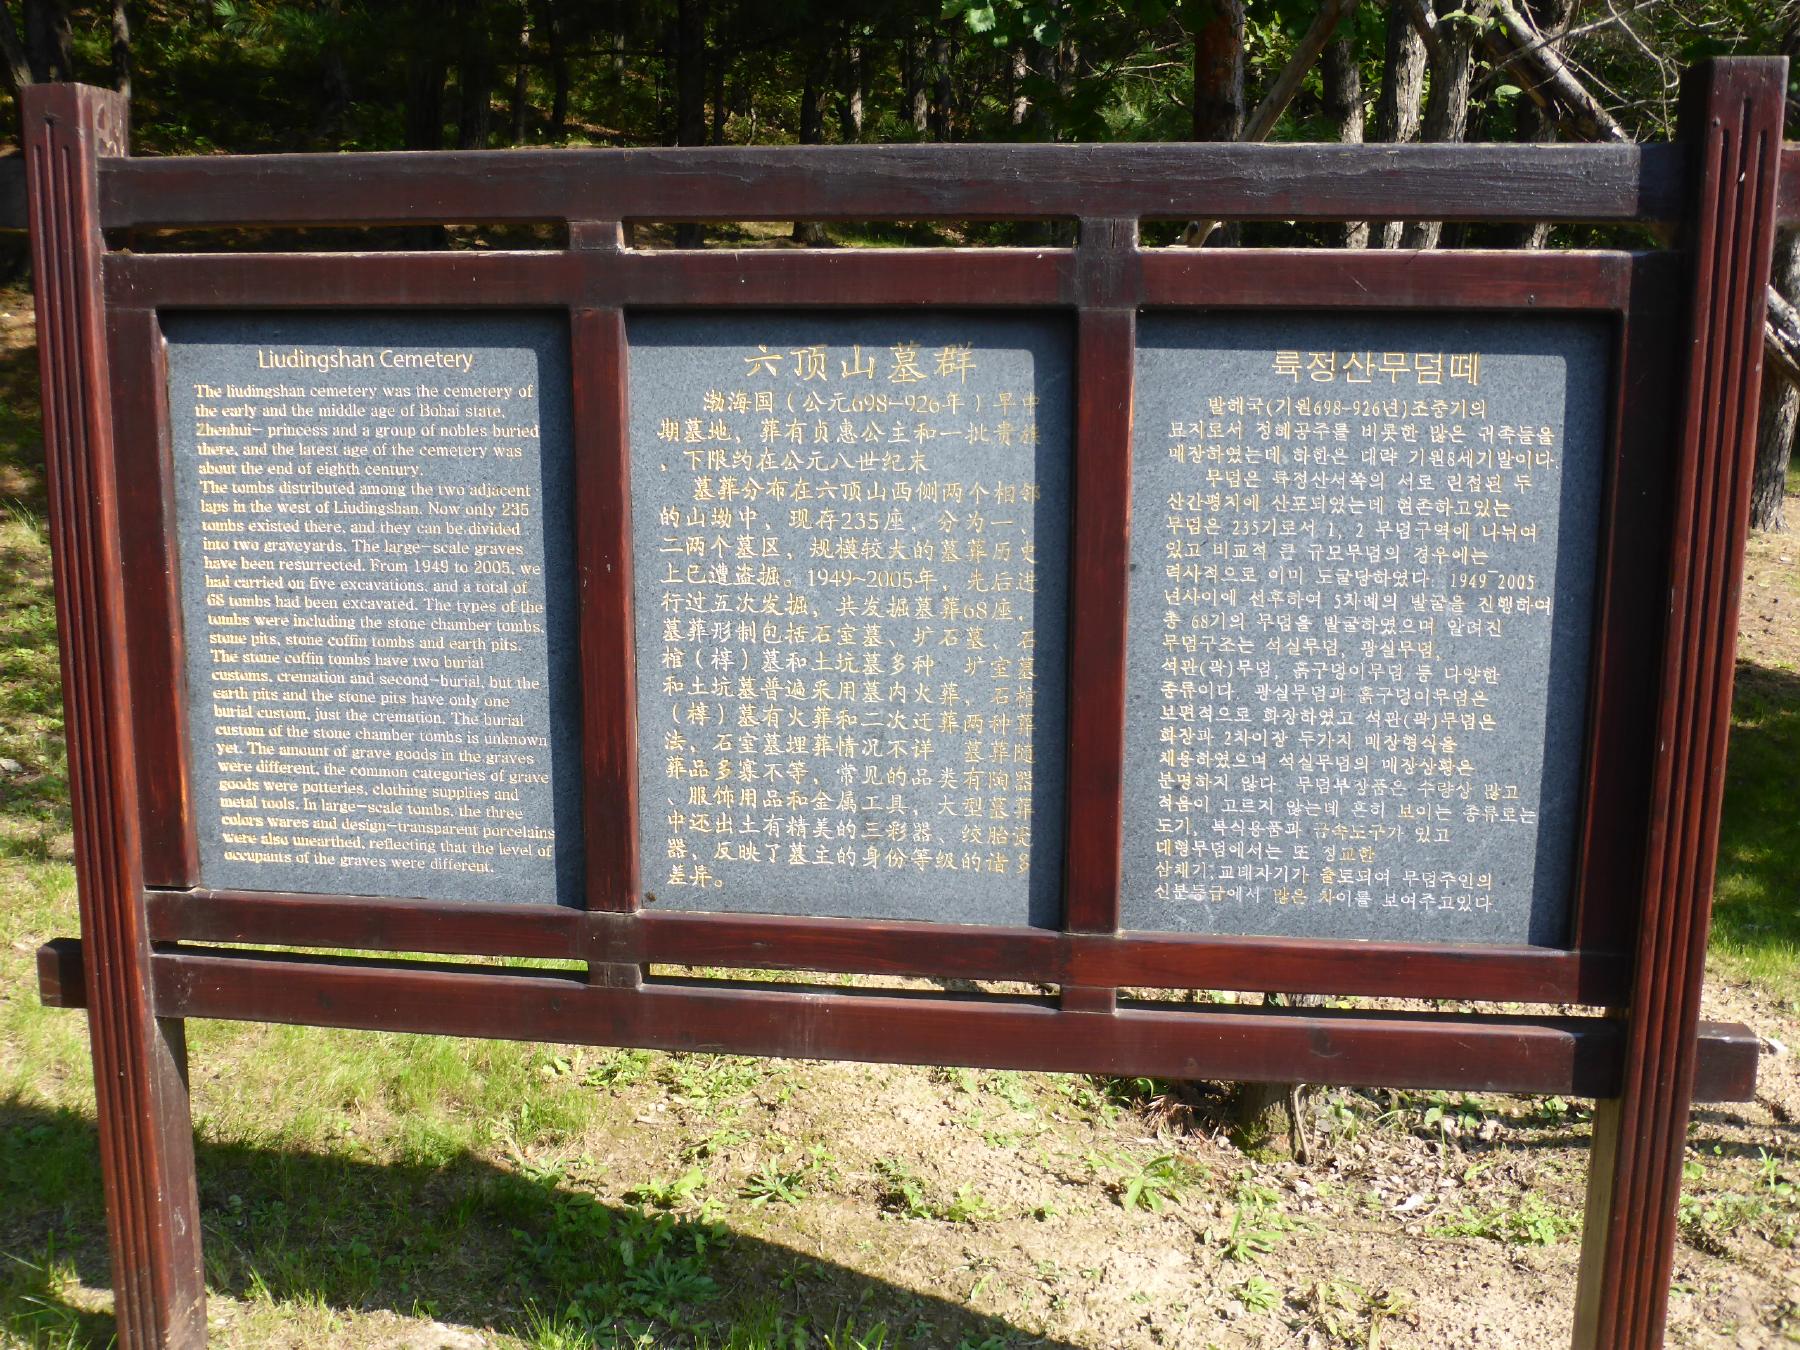 Liudingshan Cemetery
The liudingshan cemetery was the cemetery of
the early and the middle age of Bohai state,
Zhenhui- princess and a group of nobles buried
there, and the latest age of the cemetery was
about the end of eighth century.
The tombs distributed among the two adjacent
laps in the west of Liudingshan. Now only 235
tombs existed there, and they can be divided
into two graveyards. The large-scale graves
have been resurrected. From 1949 to 2005, we
had carried on five excavations, and a total of
68 tombs had been excavated. The types of the
tombs were including the stone chamber tombs,
stone pits, stone coffin tombs and earth pits.
The stone coffin tombs have two burial
customs, cremation and second-burial, but the
earth pits and the stone pits have only one
burial custom, just the cremation. The burial
custom of the stone chamber tombs is unknown
yet. The amount of grave goods in the graves
were different, the common categories of grave
goods were potteries, clothing supplies and
metal tools. In large-scale tombs, the three
colors wares and design-transparent porcelains
were also unearthed, reflecting that the level of
occupants of the graves were different.
六顶山墓群
渤海国（公元698-926年）早中
期墓地，葬有贞惠公主和一批贵族
，下限约在公元八世纪末
墓葬分布在六顶山西侧两个相邻
的山坳中，现存235座，分为一、
二两个墓区，规模较大的墓葬历史
上已遭盗掘。1949~2005年，先后进
行过五次发掘，共发掘墓葬68座，
墓葬形制包括石室墓、圹石墓、石
棺（椁）墓和土坑墓多种 圹室墓
和土坑墓普遍采用墓内火葬，石棺
（椁）墓有火葬和二次迁葬两种葬
法，石室墓埋葬情况不详 墓葬随
葬品多寡不等，常见的品类有陶器
、服饰用品和金属工具，大型墓葬
中还出土有精美的三彩器、绞胎瓷
器，反映了墓主的身份等级的诸多
差异。
륙정산무덤떼
발해국(기원698-926년)조중기의
묘지로서 정혜공주를 비롯한 많은 귀족들을
매장하였는데 하한은 대략 기원8세기말이다.
무덤은 륙정산서쪽의 서로 린접된 두
산간평지에 산포되였는데 현존하고있는
무덤은 235기로서 1, 2 무덤구역에 나뉘여
있고 비교적 큰 규모무덤의 경우에는
력사적으로 이미 도굴당하였다. 1949~2005
년사이에 선후하여 5차례의 발굴을 진행하여
총 68기의 무덤을 발굴하였으며 알려진
무덤구조는 석실무덤, 광실무덤,
석관(곽)무덤, 흙구덩이무덤 등 다양한
종류이다. 광실무덤과 흙구덩이무덤은
보편적으로 화장하였고 석관(곽)무덤은
화장과 2차이장 두가지 매장형식을
채용하였으며 석실무덤의 매장상황은
분명하지 않다. 무덤부장품은 수량상 많고
적음이 고르지 않는데 흔히 보이는 종류로는
도기, 복식용품과 금속도구가 있고
대형무덤에서는 또 정교한
삼채기,교태자기가 출토되여 무덤주인의
신분등급에서 많은 차이를 보여주고있다.